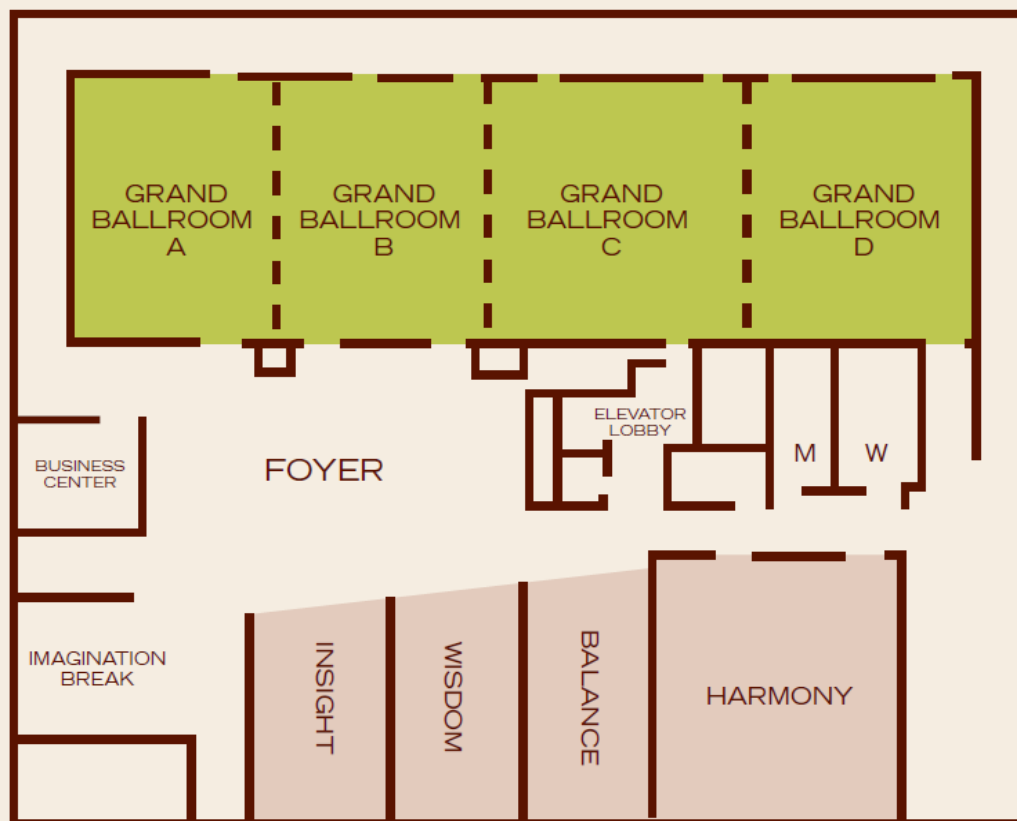 GRAND
BALLROOM
A
GRAND
BALLROOM
B
GRAND
BALLROOM
C
GRAND
BALLROOM
D
ELEVATOR
LOBBY
M
W
BUSINESS
CENTER
FOYER
IMAGINATION
BREAK
INSIGHT
WISDOM
BALANCE
HARMONY